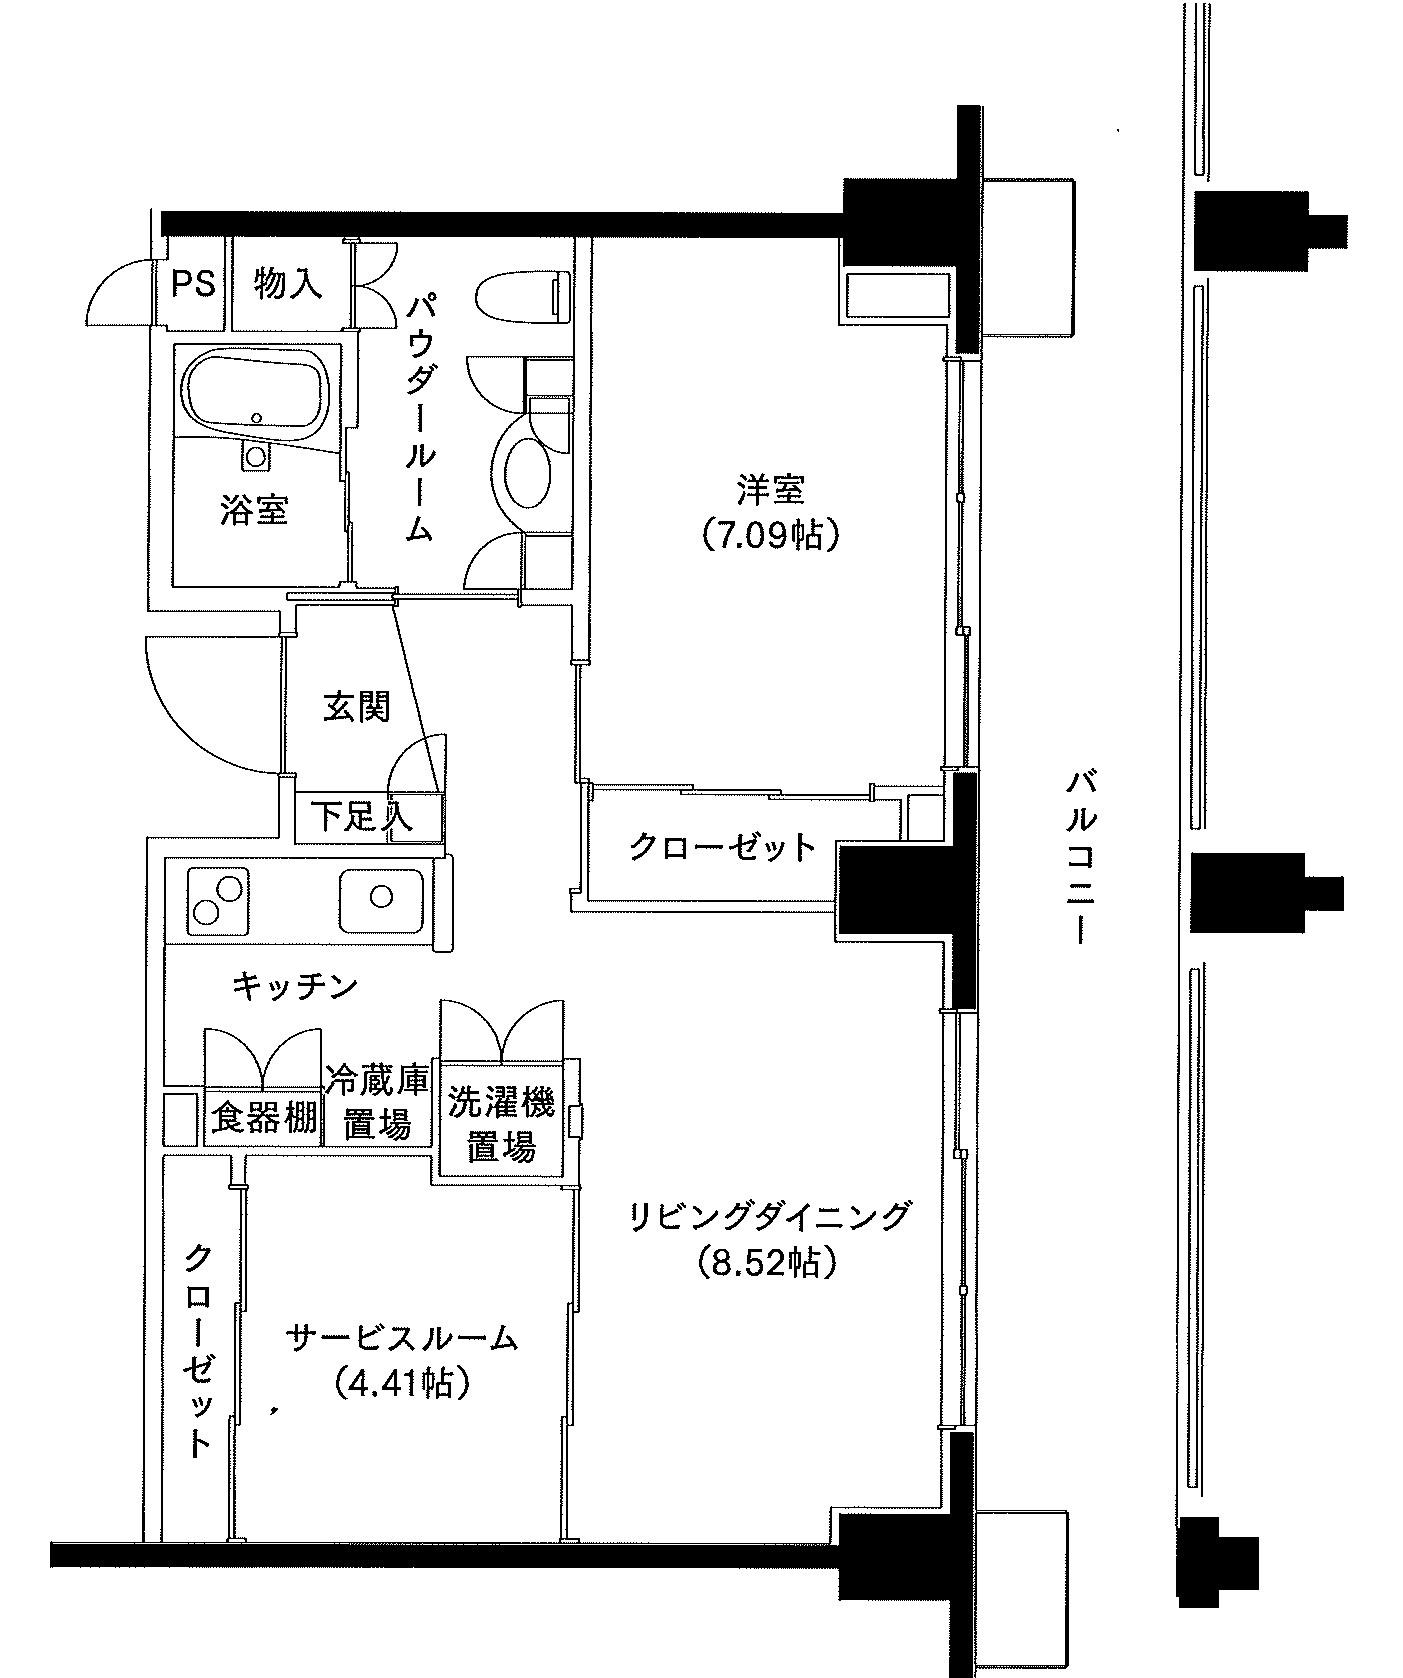 PS
物入
パウダールーム
浴室
洋室
(7.09帖)
玄関
下足入
クローゼット
バルコニー
キッチン
食器棚
冷蔵庫
置場
洗濯機
置場
リビングダイニング
(8.52帖)
クローゼット
サービスルーム
(4.41帖)